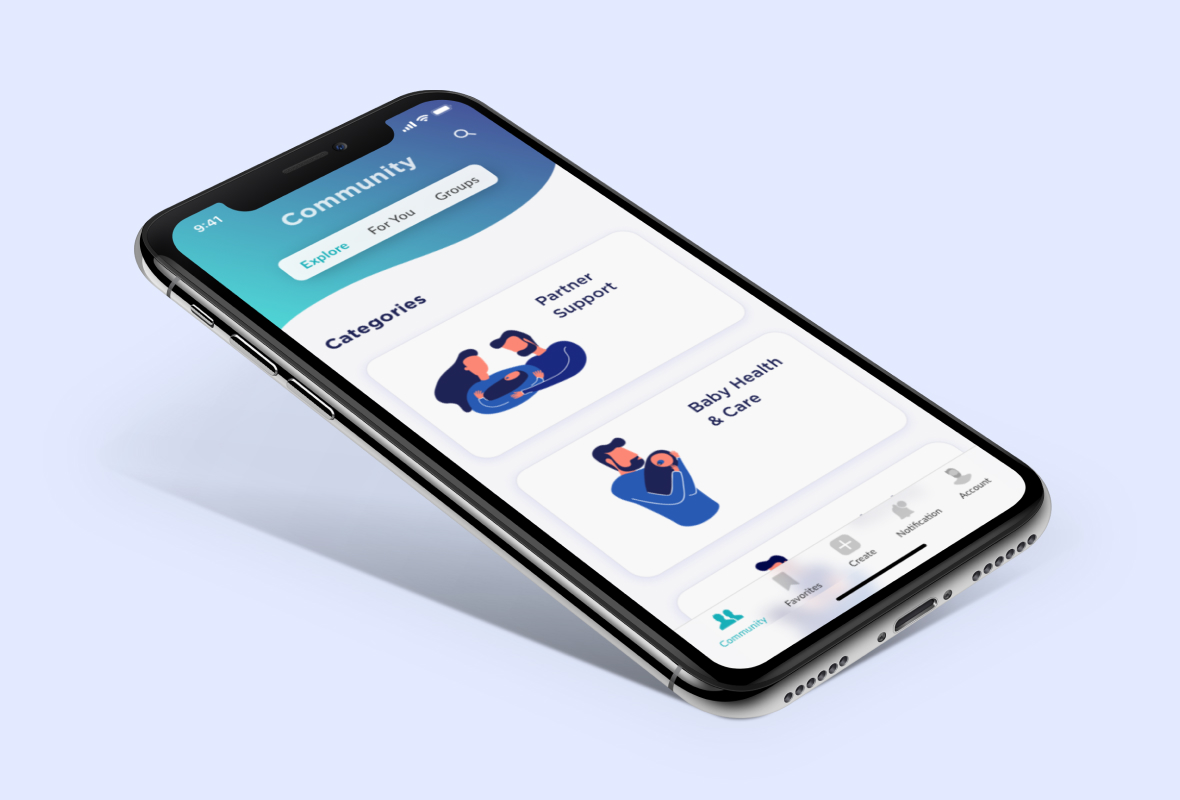 9:41
Community
Explore
For You
Groups
Categories
Partner
Support
Baby Health
& Care
Community
Favorites
Create
Notification
Account